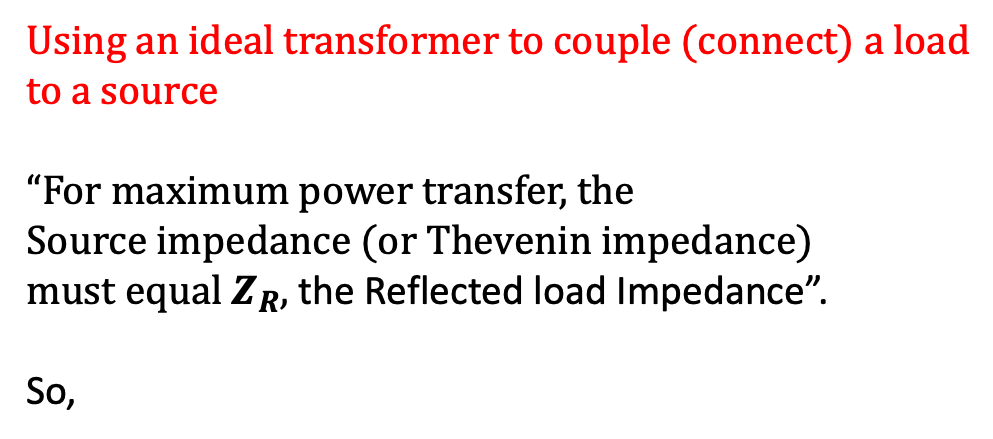 Using an ideal transformer to couple (connect) a load
to a source
“For maximum power transfer, the
Source impedance (or Thevenin impedance)
must equal Z_R, the Reflected load Impedance”.
So,